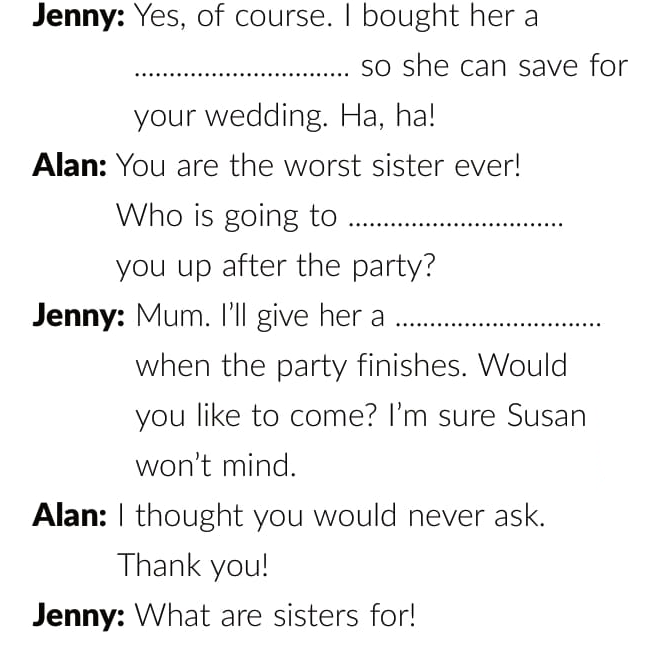 Jenny: Yes, of course. I bought her a
............................... so she can save for
your wedding. Ha, ha!
Alan: You are the worst sister ever!
Who is going to ...............................
you up after the party?
Jenny: Mum. I'll give her a ..............................
when the party finishes. Would
you like to come? I'm sure Susan
won't mind.
Alan: I thought you would never ask.
Thank you!
Jenny: What are sisters for!